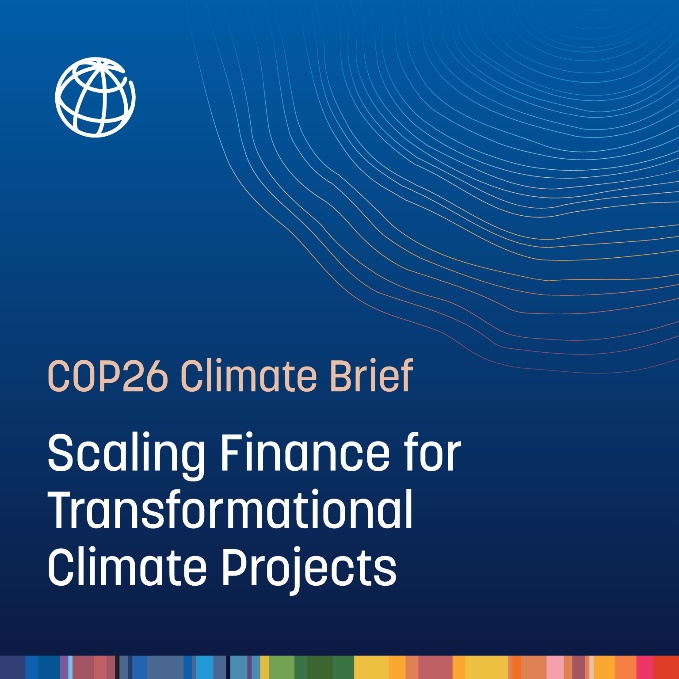 COP26 Climate Brief
Scaling Finance for
Transformational
Climate Projects